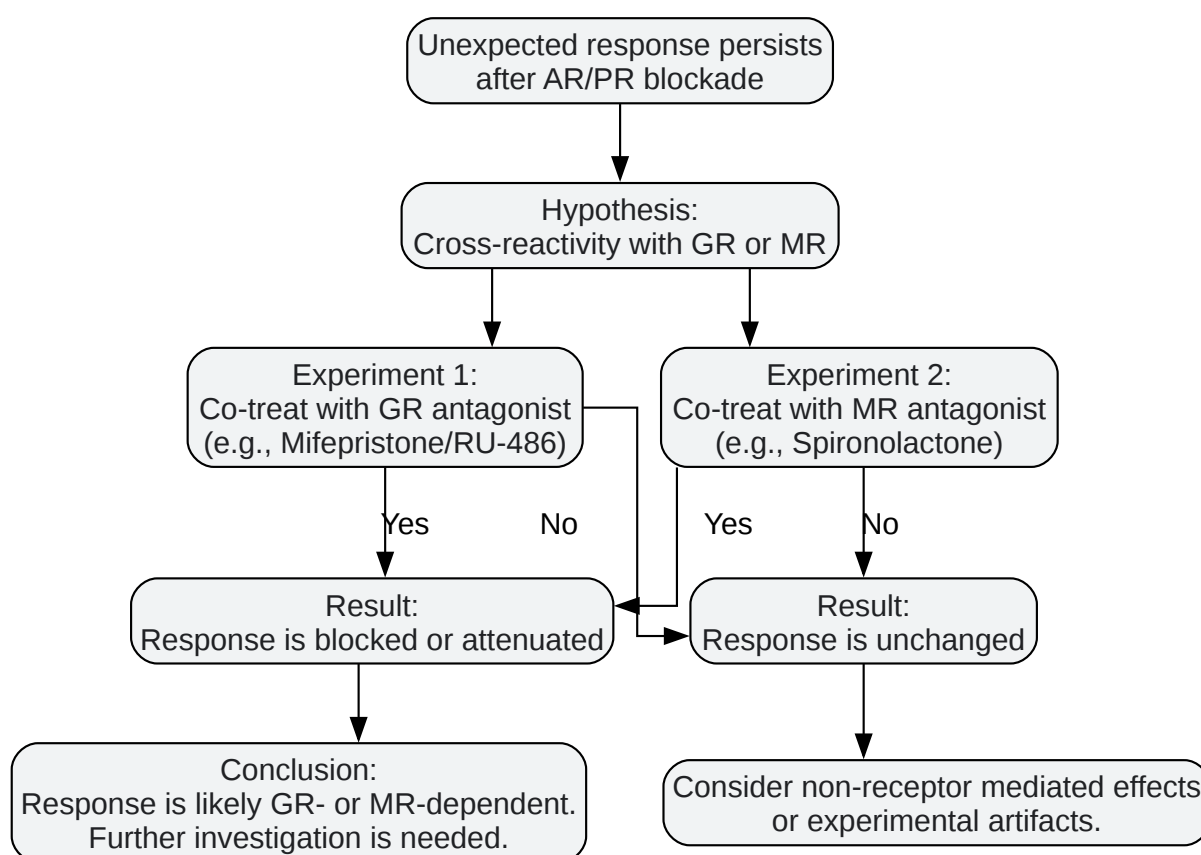 Unexpected response persists
after AR/PR blockade
Hypothesis:
Cross-reactivity with GR or MR
Experiment 1:
Co-treat with GR antagonist
(e.g., Mifepristone/RU-486)
Experiment 2:
Co-treat with MR antagonist
(e.g., Spironolactone)
Yes
No
Yes
No
Result:
Response is blocked or attenuated
Result:
Response is unchanged
Conclusion:
Response is likely GR- or MR-dependent.
Further investigation is needed.
Consider non-receptor mediated effects
or experimental artifacts.